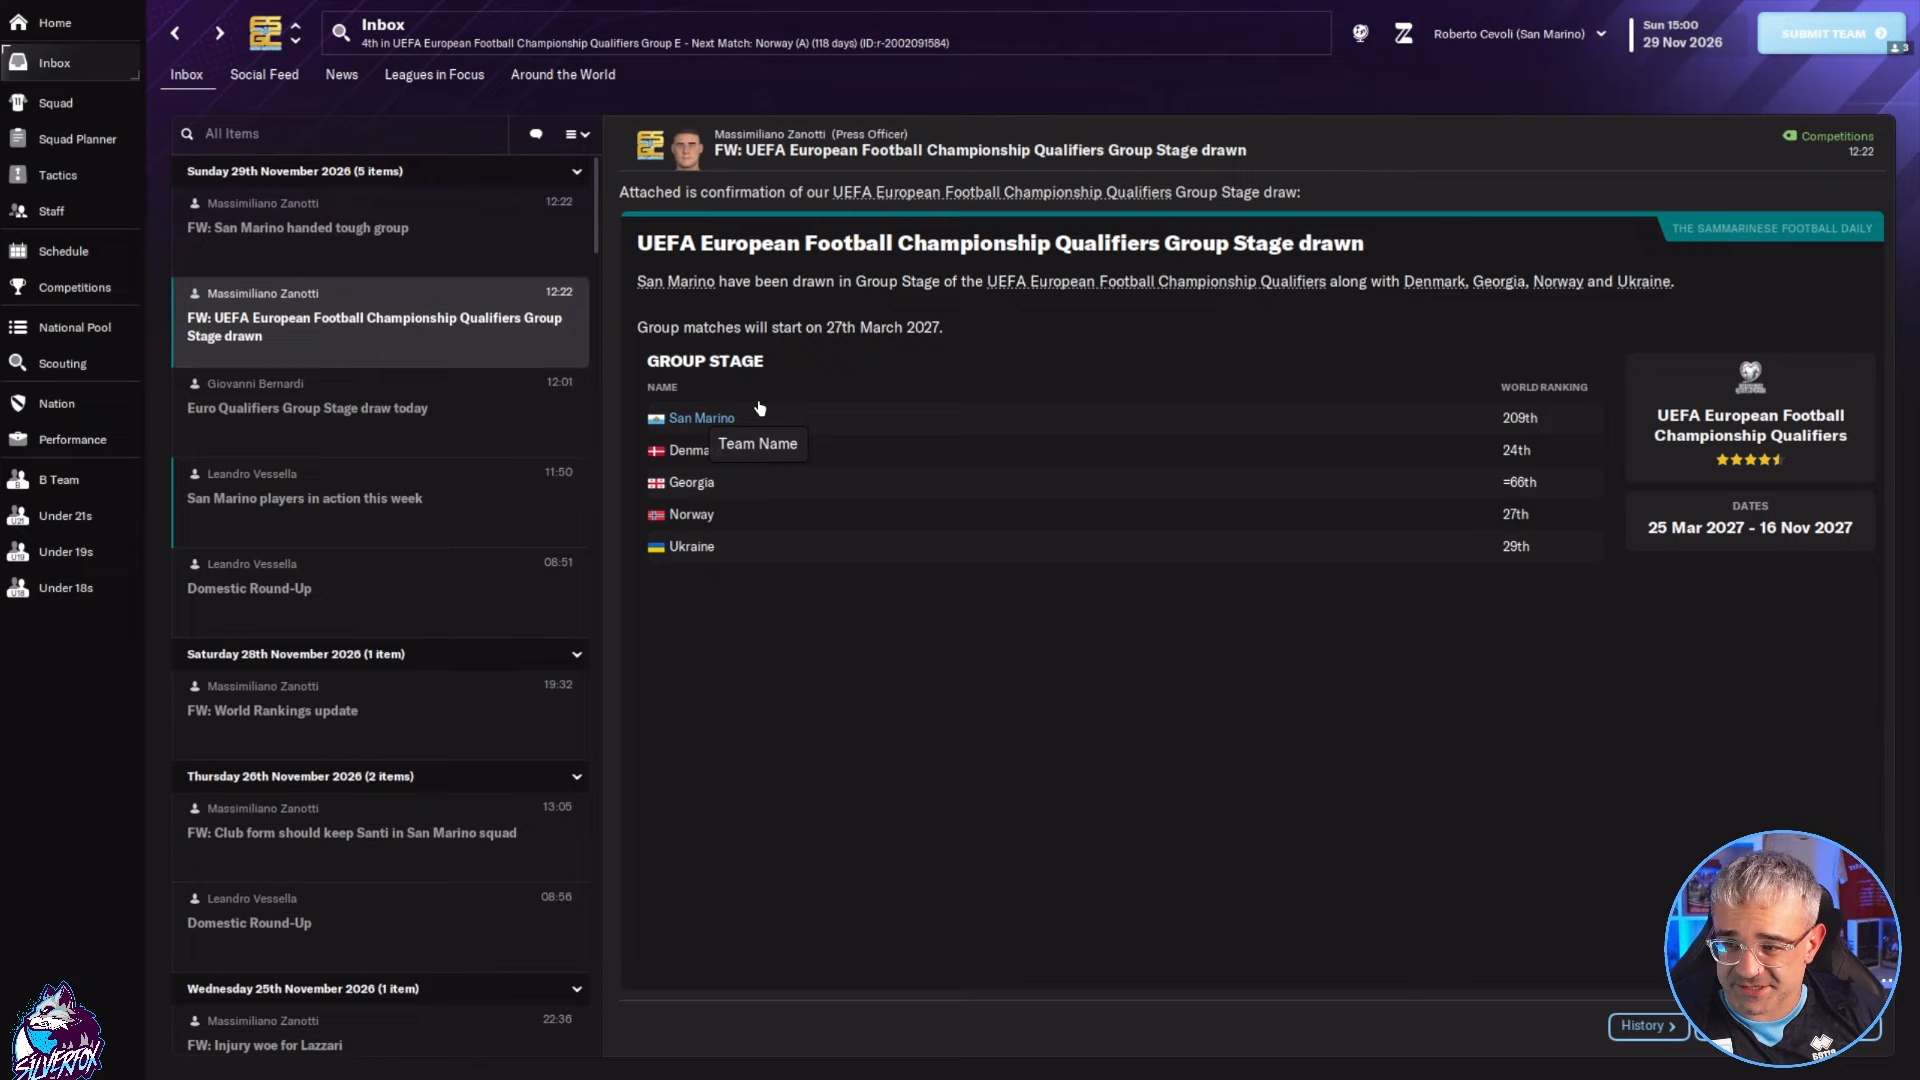 Home
Inbox
Squad
Squad Planner
Tactics
Staff
Schedule
Competitions
National Pool
Scouting
Nation
Performance
B Team
Under 21s
Under 19s
Under 18s
SILVERFOX
Inbox
4th in UEFA European Football Championship Qualifiers Group E - Next Match: Norway (A) (118 days) (ID:r-2002091584)
Roberto Cevoli (San Marino)
Sun 15:00
29 Nov 2026
SUBMIT TEAM
3
Inbox
Social Feed
News
Leagues in Focus
Around the World
All Items
Sunday 29th November 2026 (5 items)
Massimiliano Zanotti 12:22
FW: San Marino handed tough group
Massimiliano Zanotti 12:22
FW: UEFA European Football Championship Qualifiers Group
Stage drawn
Giovanni Bernardi 12:01
Euro Qualifiers Group Stage draw today
Leandro Vessella 11:50
San Marino players in action this week
Leandro Vessella 08:51
Domestic Round-Up
Saturday 28th November 2026 (1 item)
Massimiliano Zanotti 19:32
FW: World Rankings update
Thursday 26th November 2026 (2 items)
Massimiliano Zanotti 13:05
FW: Club form should keep Santi in San Marino squad
Leandro Vessella 08:56
Domestic Round-Up
Wednesday 25th November 2026 (1 item)
Massimiliano Zanotti 22:36
FW: Injury woe for Lazzari
Massimiliano Zanotti (Press Officer)
FW: UEFA European Football Championship Qualifiers Group Stage drawn
Competitions
12:22
Attached is confirmation of our UEFA European Football Championship Qualifiers Group Stage draw:
THE SAMMARINESE FOOTBALL DAILY
UEFA European Football Championship Qualifiers Group Stage drawn
San Marino have been drawn in Group Stage of the UEFA European Football Championship Qualifiers along with Denmark, Georgia, Norway and Ukraine.
Group matches will start on 27th March 2027.
GROUP STAGE
NAME WORLD RANKING
San Marino 209th
Denma 24th
Team Name
Georgia =66th
Norway 27th
Ukraine 29th
UEFA European Football
Championship Qualifiers
DATES
25 Mar 2027 - 16 Nov 2027
History